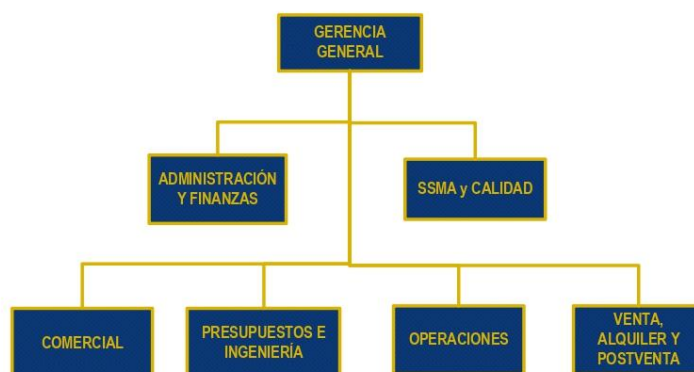 GERENCIA
GENERAL
ADMINISTRACIÓN
Y FINANZAS
SSMA y CALIDAD
COMERCIAL
PRESUPUESTOS E
INGENIERÍA
OPERACIONES
VENTA,
ALQUILER Y
POSTVENTA